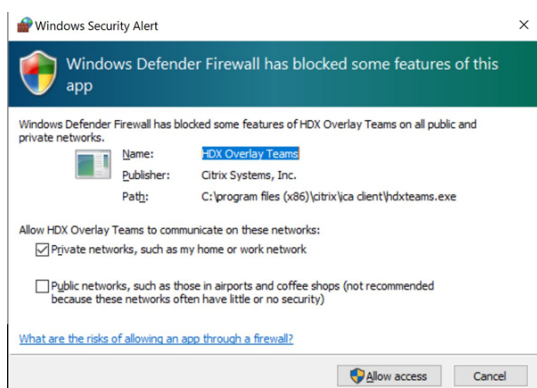 Windows Security Alert
Windows Defender Firewall has blocked some features of this
app
Windows Defender Firewall has blocked some features of HDX Overlay Teams on all public and
private networks.
Name: HDX Overlay Teams
Publisher: Citrix Systems, Inc.
Path: C:\program files (x86)\citrix\ica client\hdxteams.exe
Allow HDX Overlay Teams to communicate on these networks:
Private networks, such as my home or work network
Public networks, such as those in airports and coffee shops (not recommended
because these networks often have little or no security)
What are the risks of allowing an app through a firewall?
Allow access Cancel